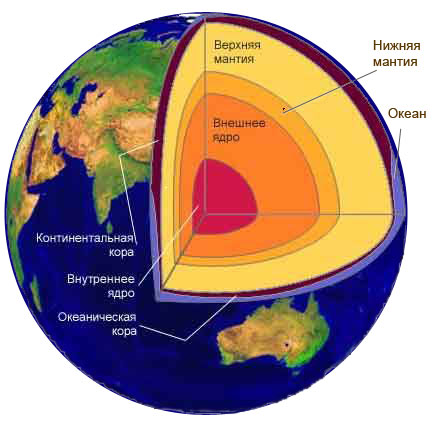 Верхняя
мантия
Нижняя
мантия
Океан
Внешнее
ядро
Континентальная
кора
Внутреннее
ядро
Океаническая
кора